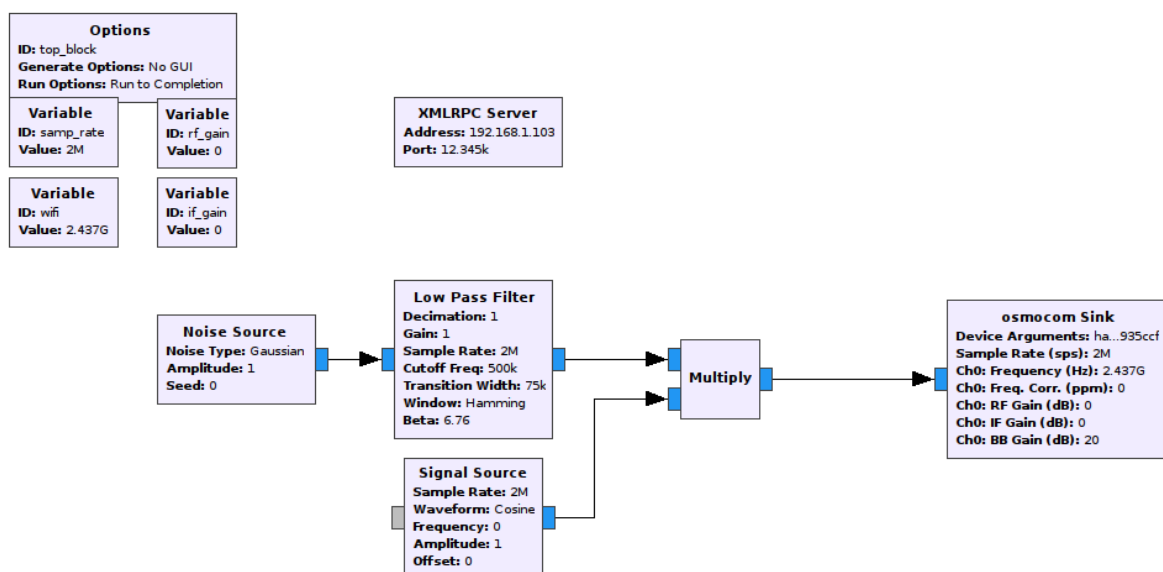 Options
ID: top_block
Generate Options: No GUI
Run Options: Run to Completion
Variable
ID: samp_rate
Value: 2M
Variable
ID: rf_gain
Value: 0
XMLRPC Server
Address: 192.168.1.103
Port: 12.345k
Variable
ID: wifi
Value: 2.437G
Variable
ID: if_gain
Value: 0
Noise Source
Noise Type: Gaussian
Amplitude: 1
Seed: 0
Low Pass Filter
Decimation: 1
Gain: 1
Sample Rate: 2M
Cutoff Freq: 500k
Transition Width: 75k
Window: Hamming
Beta: 6.76
Signal Source
Sample Rate: 2M
Waveform: Cosine
Frequency: 0
Amplitude: 1
Offset: 0
Multiply
osmocom Sink
Device Arguments: ha...935ccf
Sample Rate (sps): 2M
Ch0: Frequency (Hz): 2.437G
Ch0: Freq. Corr. (ppm): 0
Ch0: RF Gain (dB): 0
Ch0: IF Gain (dB): 0
Ch0: BB Gain (dB): 20